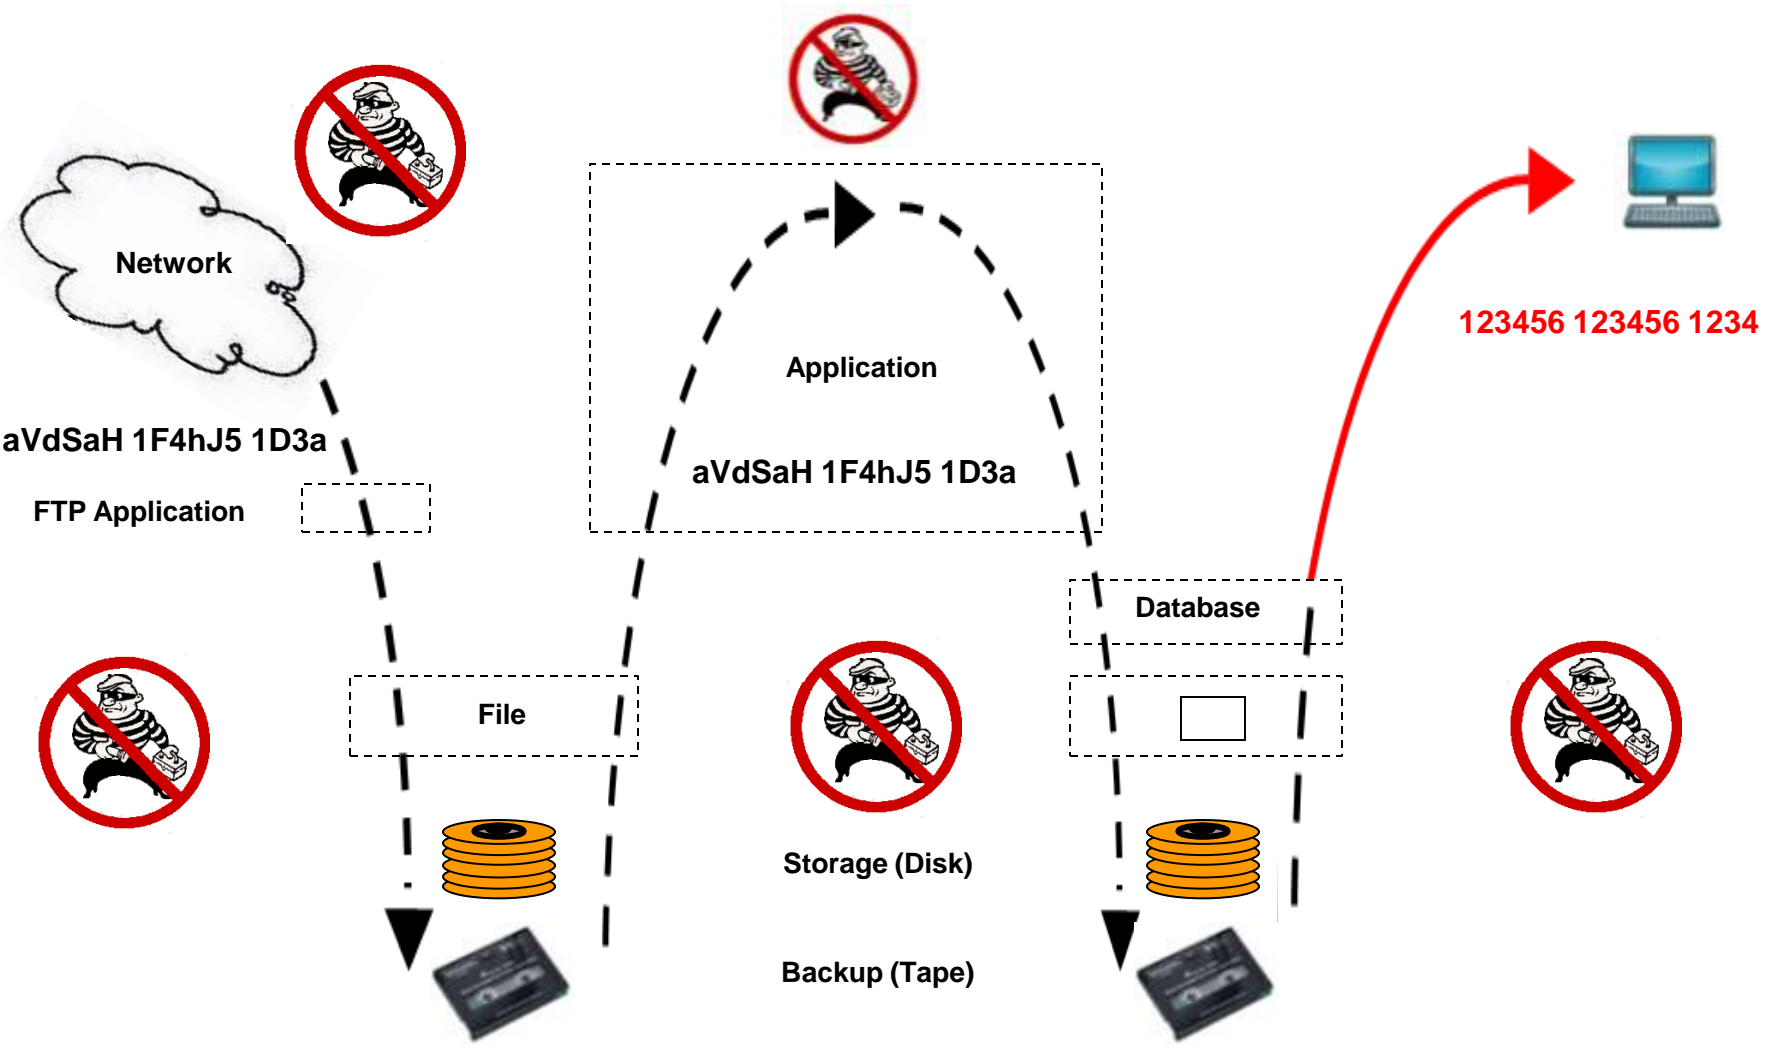 Network
123456 123456 1234
Application
aVdSaH 1F4hJ5 1D3a
aVdSaH 1F4hJ5 1D3a
FTP Application
Database
File
Storage (Disk)
Backup (Tape)